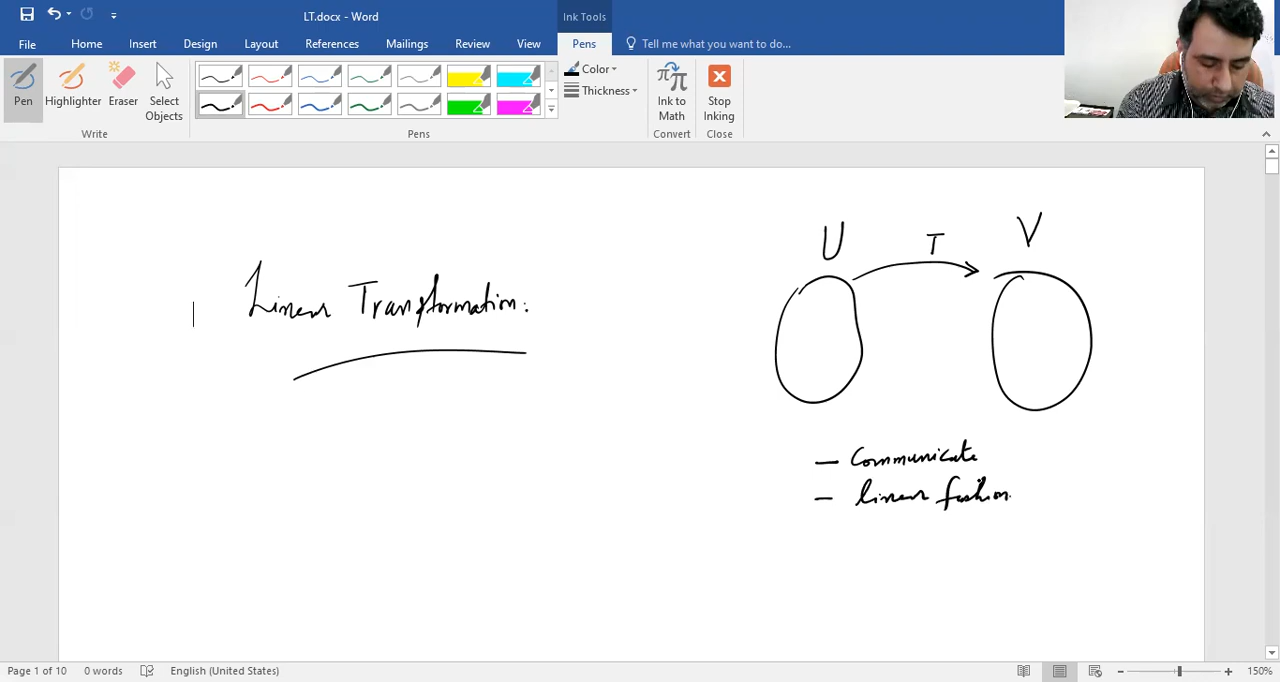 LT.docx - Word
Ink Tools
File Home Insert Design Layout References Mailings Review View Pens Tell me what you want to do...
Pen Highlighter Eraser Select Objects
Color
Thickness
Ink to Math
Stop Inking
Write Pens Convert Close
U T V
Linear Transformation:
— Communicate
— linear fashion
Page 1 of 10 0 words English (United States) 150%